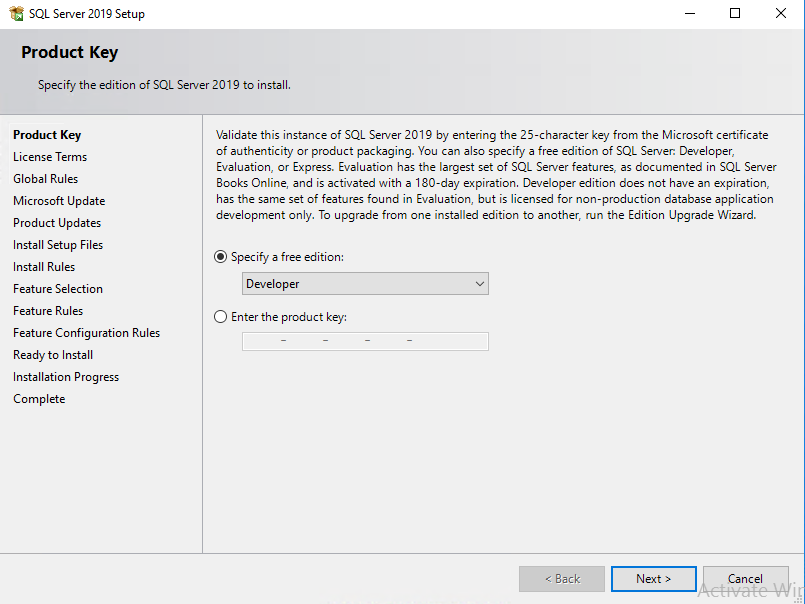 SQL Server 2019 Setup
Product Key
Specify the edition of SQL Server 2019 to install.
Product Key
License Terms
Global Rules
Microsoft Update
Product Updates
Install Setup Files
Install Rules
Feature Selection
Feature Rules
Feature Configuration Rules
Ready to Install
Installation Progress
Complete
Validate this instance of SQL Server 2019 by entering the 25-character key from the Microsoft certificate
of authenticity or product packaging. You can also specify a free edition of SQL Server: Developer,
Evaluation, or Express. Evaluation has the largest set of SQL Server features, as documented in SQL Server
Books Online, and is activated with a 180-day expiration. Developer edition does not have an expiration,
has the same set of features found in Evaluation, but is licensed for non-production database application
development only. To upgrade from one installed edition to another, run the Edition Upgrade Wizard.
Specify a free edition:
Developer
Enter the product key:
- - - -
< Back
Next >
Cancel
Activate Wi